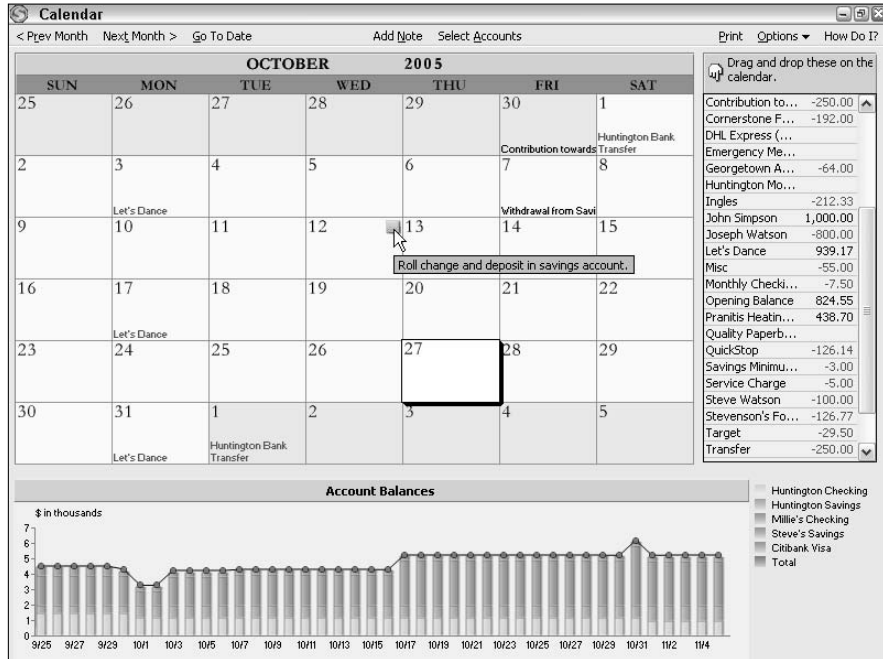 Calendar
< Prev Month Next Month > Go To Date Add Note Select Accounts Print Options How Do I?
OCTOBER 2005
SUN MON TUE WED THU FRI SAT
25 26 27 28 29 30 1
Contribution towards
Huntington Bank
Transfer
2 3 4 5 6 7 8
Let's Dance
Withdrawal from Savi
9 10 11 12 13 14 15
Roll change and deposit in savings account.
16 17 18 19 20 21 22
Let's Dance
23 24 25 26 27 28 29
30 31 1 2 3 4 5
Let's Dance
Huntington Bank
Transfer
Drag and drop these on the
calendar.
Contribution to... -250.00
Cornerstone F... -192.00
DHL Express (...
Emergency Me...
Georgetown A... -64.00
Huntington Mo...
Ingles -212.33
John Simpson 1,000.00
Joseph Watson -800.00
Let's Dance 939.17
Misc -55.00
Monthly Checki... -7.50
Opening Balance 824.55
Pranitis Heatin... 438.70
Quality Paperb...
QuickStop -126.14
Savings Minimu... -3.00
Service Charge -5.00
Steve Watson -100.00
Stevenson's Fo... -126.77
Target -29.50
Transfer -250.00
Account Balances
$ in thousands
7
6
5
4
3
2
1
0
9/25 9/27 9/29 10/1 10/3 10/5 10/7 10/9 10/11 10/13 10/15 10/17 10/19 10/21 10/23 10/25 10/27 10/29 10/31 11/2 11/4
Huntington Checking
Huntington Savings
Millie's Checking
Steve's Savings
Citibank Visa
Total